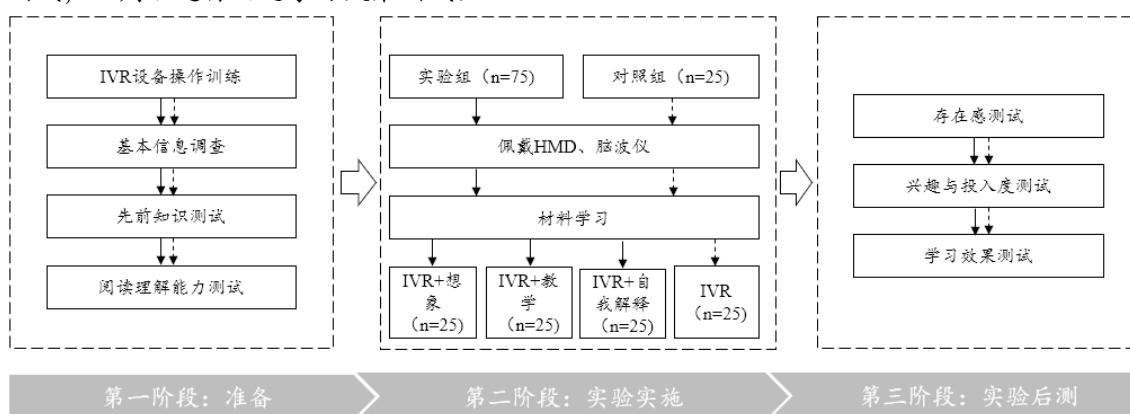 IVR设备操作训练
基本信息调查
先前知识测试
阅读理解能力测试
实验组（n=75)
对照组（n=25)
佩戴HMD、脑波仪
材料学习
IVR+想
象
（n=25)
IVR+教
学
（n=25)
IVR+自
我解释
（n=25)
IVR
（n=25)
存在感测试
兴趣与投入度测试
学习效果测试
第一阶段：准备
第二阶段：实验实施
第三阶段：实验后测